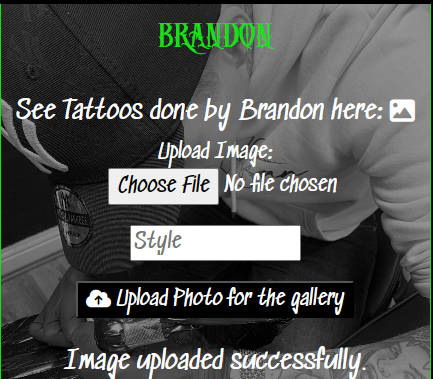 BRANDON
See Tattoos done by Brandon here:
Upload Image:
Choose File No file chosen
Style
Upload Photo for the gallery
Image uploaded successfully.